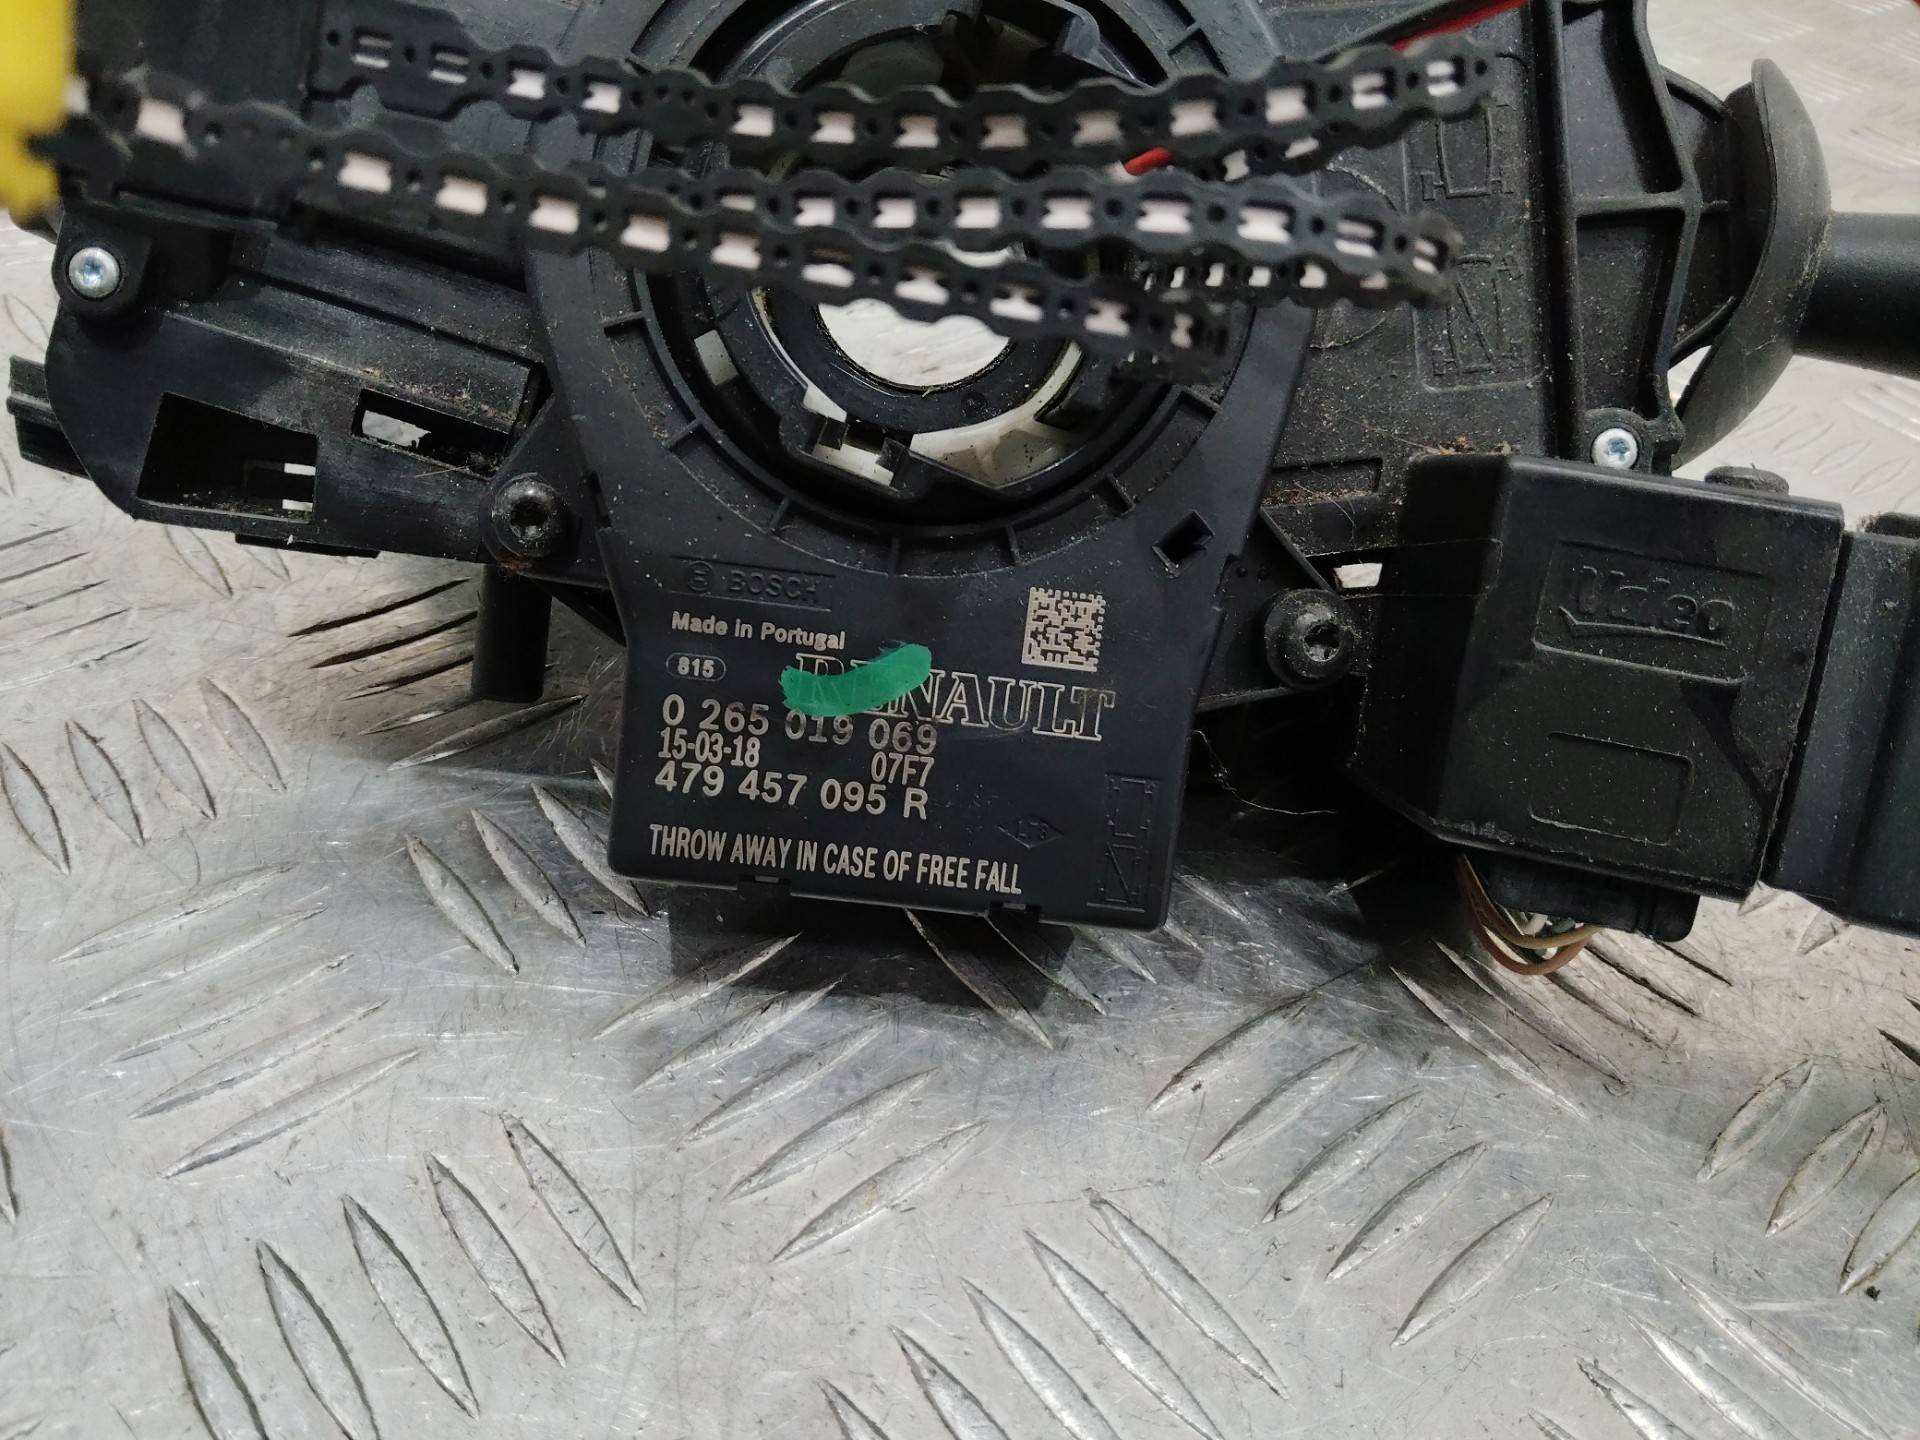 BOSCH
Made in Portugal
815
RENAULT
0 265 019 069
15-03-18 07F7
479 457 095 R
THROW AWAY IN CASE OF FREE FALL
Valeo